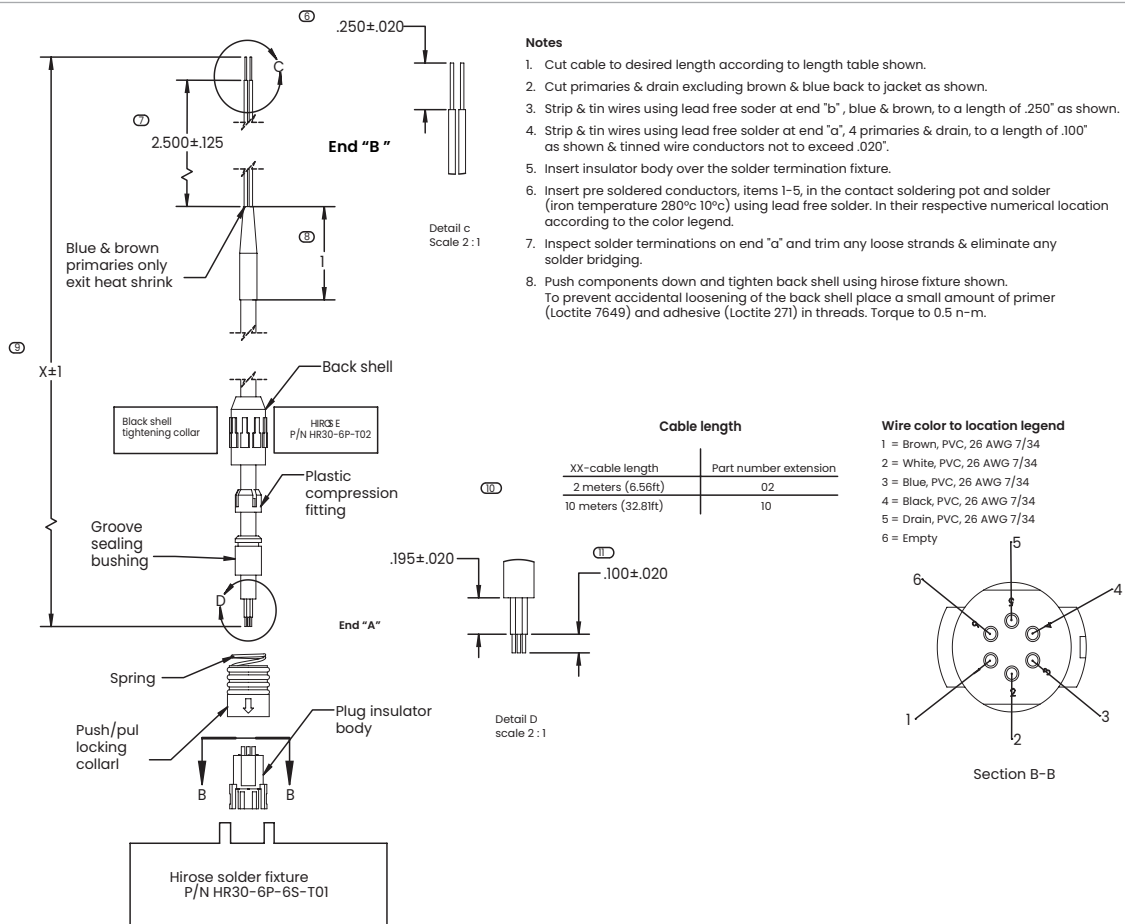 6
.250±.020
C
7
2.500±.125
End “B ”
Detail c
Scale 2 : 1
Blue & brown
primaries only
exit heat shrink
8
1
9
X±1
Back shell
Black shell
tightening collar
HIROSE
P/N HR30-6P-T02
Plastic
compression
fitting
Groove
sealing
bushing
D
End “A”
10
.195±.020
11
.100±.020
Detail D
scale 2 : 1
Spring
Push/pul
locking
collarl
Plug insulator
body
B
B
Hirose solder fixture
P/N HR30-6P-6S-T01
Notes
1. Cut cable to desired length according to length table shown.
2. Cut primaries & drain excluding brown & blue back to jacket as shown.
3. Strip & tin wires using lead free soder at end "b" , blue & brown, to a length of .250" as shown.
4. Strip & tin wires using lead free solder at end "a", 4 primaries & drain, to a length of .100"
as shown & tinned wire conductors not to exceed .020".
5. Insert insulator body over the solder termination fixture.
6. Insert pre soldered conductors, items 1-5, in the contact soldering pot and solder
(iron temperature 280°c 10°c) using lead free solder. In their respective numerical location
according to the color legend.
7. Inspect solder terminations on end "a" and trim any loose strands & eliminate any
solder bridging.
8. Push components down and tighten back shell using hirose fixture shown.
To prevent accidental loosening of the back shell place a small amount of primer
(Loctite 7649) and adhesive (Loctite 271) in threads. Torque to 0.5 n-m.
Cable length
XX-cable length Part number extension
2 meters (6.56ft) 02
10 meters (32.81ft) 10
Wire color to location legend
1 = Brown, PVC, 26 AWG 7/34
2 = White, PVC, 26 AWG 7/34
3 = Blue, PVC, 26 AWG 7/34
4 = Black, PVC, 26 AWG 7/34
5 = Drain, PVC, 26 AWG 7/34
6 = Empty
5
6
4
5
6
4
1
3
2
1
3
2
Section B-B